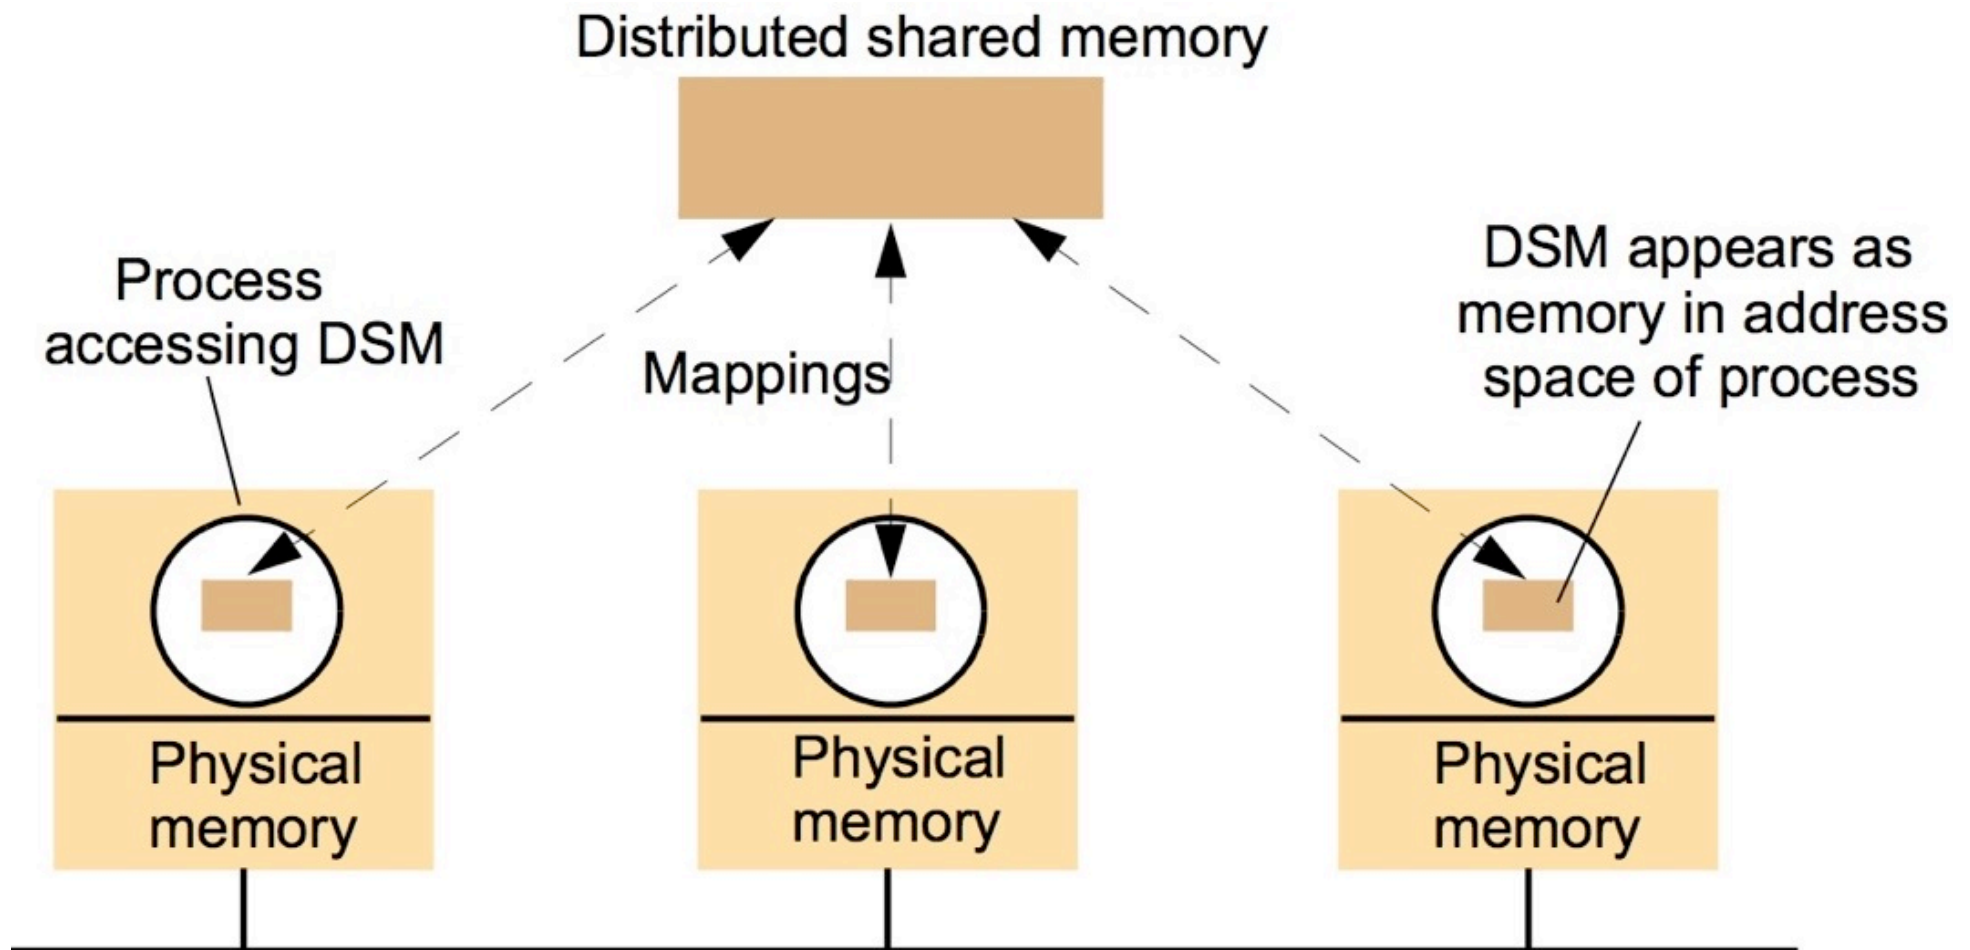 Distributed shared memory
Process
accessing DSM
Mappings
DSM appears as
memory in address
space of process
Physical
memory
Physical
memory
Physical
memory